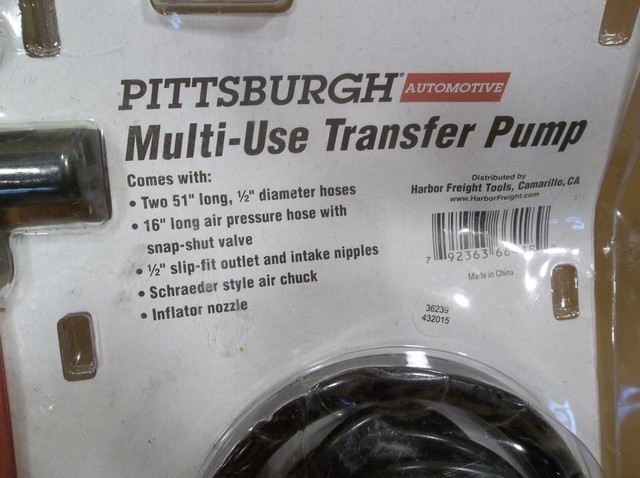 PITTSBURGH® AUTOMOTIVE
Multi-Use Transfer Pump
Comes with:
• Two 51" long, ½" diameter hoses
• 16" long air pressure hose with
snap-shut valve
• ½" slip-fit outlet and intake nipples
• Schraeder style air chuck
• Inflator nozzle
Distributed by
Harbor Freight Tools, Camarillo, CA
www.HarborFreight.com
7 92363
Made in China
36239
432015